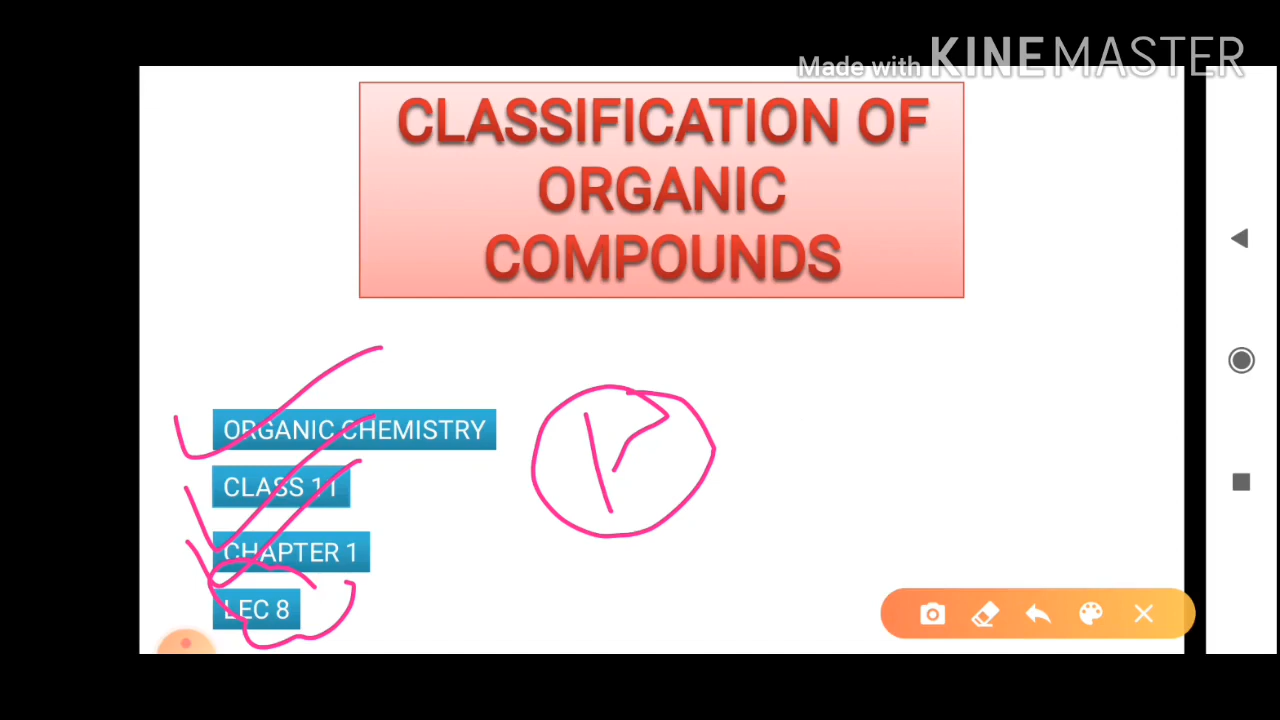 Made with KINEMASTER
CLASSIFICATION OF
ORGANIC
COMPOUNDS
ORGANIC CHEMISTRY
CLASS 11
CHAPTER 1
LEC 8